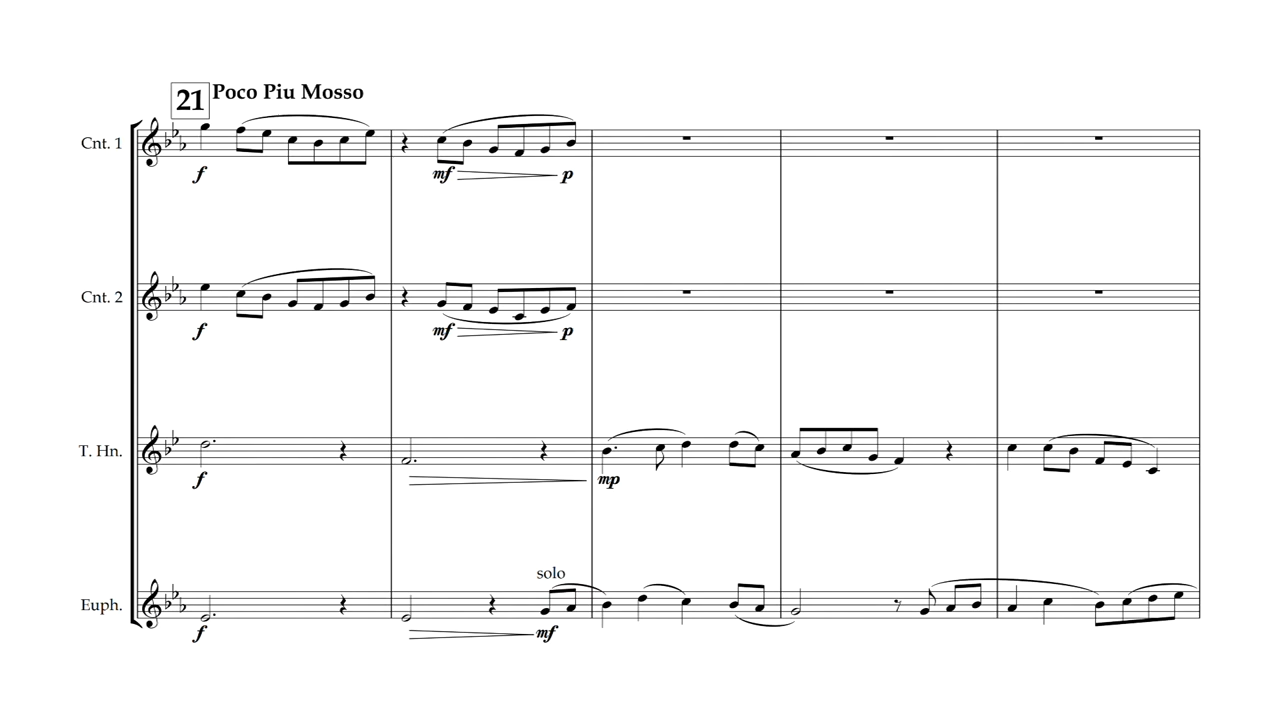 21 Poco Piu Mosso
Cnt. 1
f
mf
p
Cnt. 2
f
mf
p
T. Hn.
f
mp
solo
Euph.
f
mf